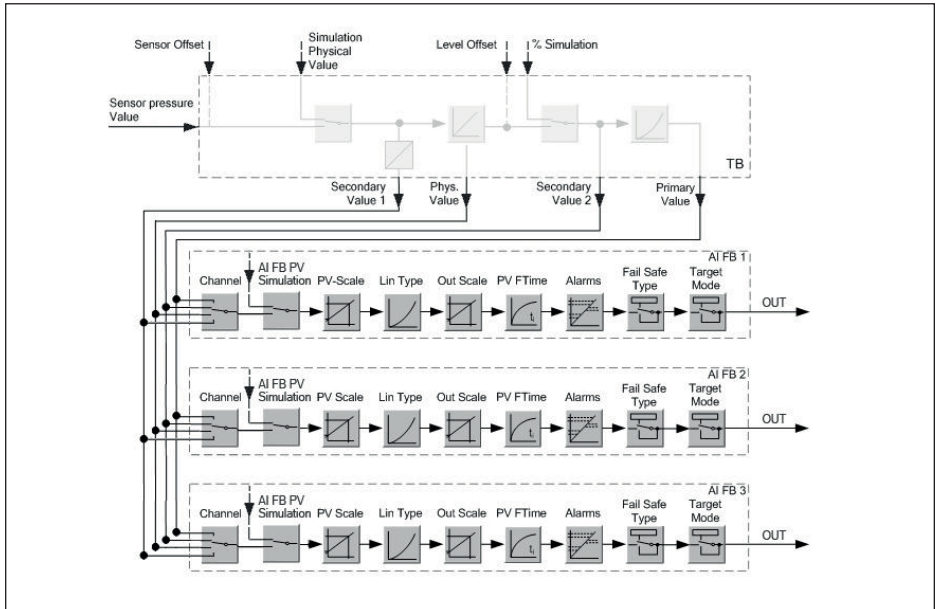 Sensor Offset
Simulation
Physical
Value
Level Offset
% Simulation
Sensor pressure
Value
TB
Secondary
Value 1
Phys.
Value
Secondary
Value 2
Primary
Value
AI FB 1
AI FB PV
Simulation
Channel
PV-Scale
Lin Type
Out Scale
PV FTime
Alarms
Fail Safe
Type
Target
Mode
OUT
t
AI FB 2
AI FB PV
Simulation
Channel
PV Scale
Lin Type
Out Scale
PV FTime
Alarms
Fail Safe
Type
Target
Mode
OUT
t
AI FB 3
AI FB PV
Simulation
Channel
PV Scale
Lin Type
Out Scale
PV FTime
Alarms
Fail Safe
Type
Target
Mode
OUT
t